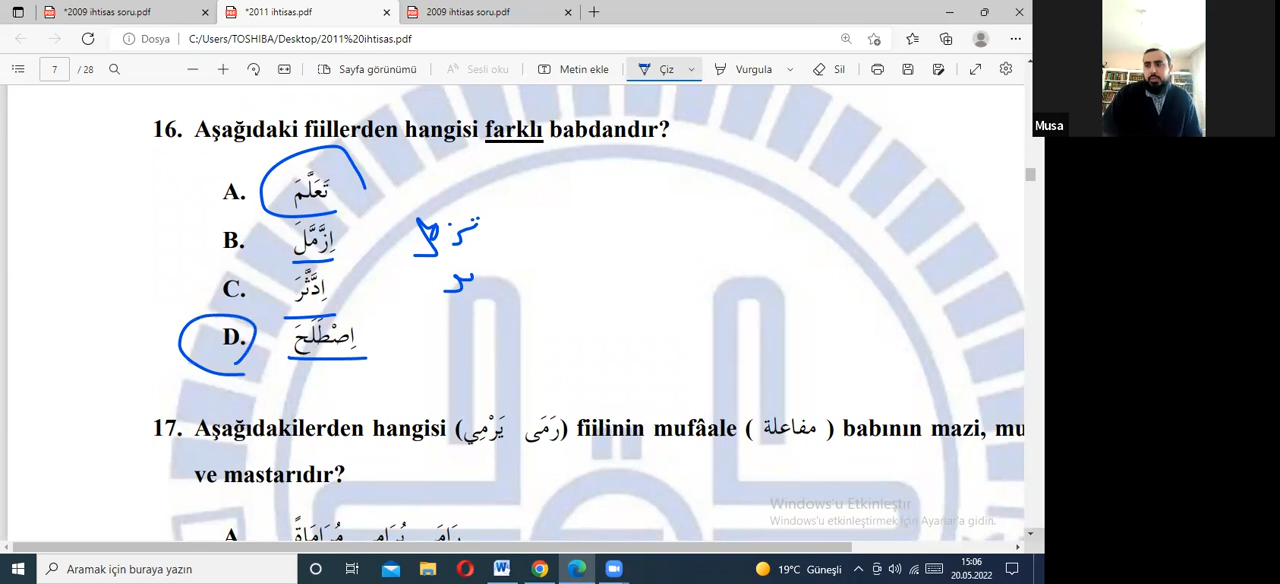 *2009 ihtisas soru.pdf
*2011 ihtisas.pdf
2009 ihtisas soru.pdf
Dosya
C:/Users/TOSHIBA/Desktop/2011%20ihtisas.pdf
7 / 28
Sayfa görünümü
Sesli oku
Metin ekle
Çiz
Vurgula
Sil
Musa
16. Aşağıdaki fiillerden hangisi farklı babdandır?
A. تَعَلَّمَ
B. اِزَّمَّلَ
C. اِدَّثَّرَ
D. اِصْطَلَحَ
17. Aşağıdakilerden hangisi (رَمَى يَرْمِي) fiilinin mufâale ( مفاعلة ) babının mazi, mu
ve mastarıdır?
A
Windows'u Etkinleştir
Windows'u etkinleştirmek için Ayarlar'a gidin.
Aramak için buraya yazın
19°C Güneşli
15:06
20.05.2022